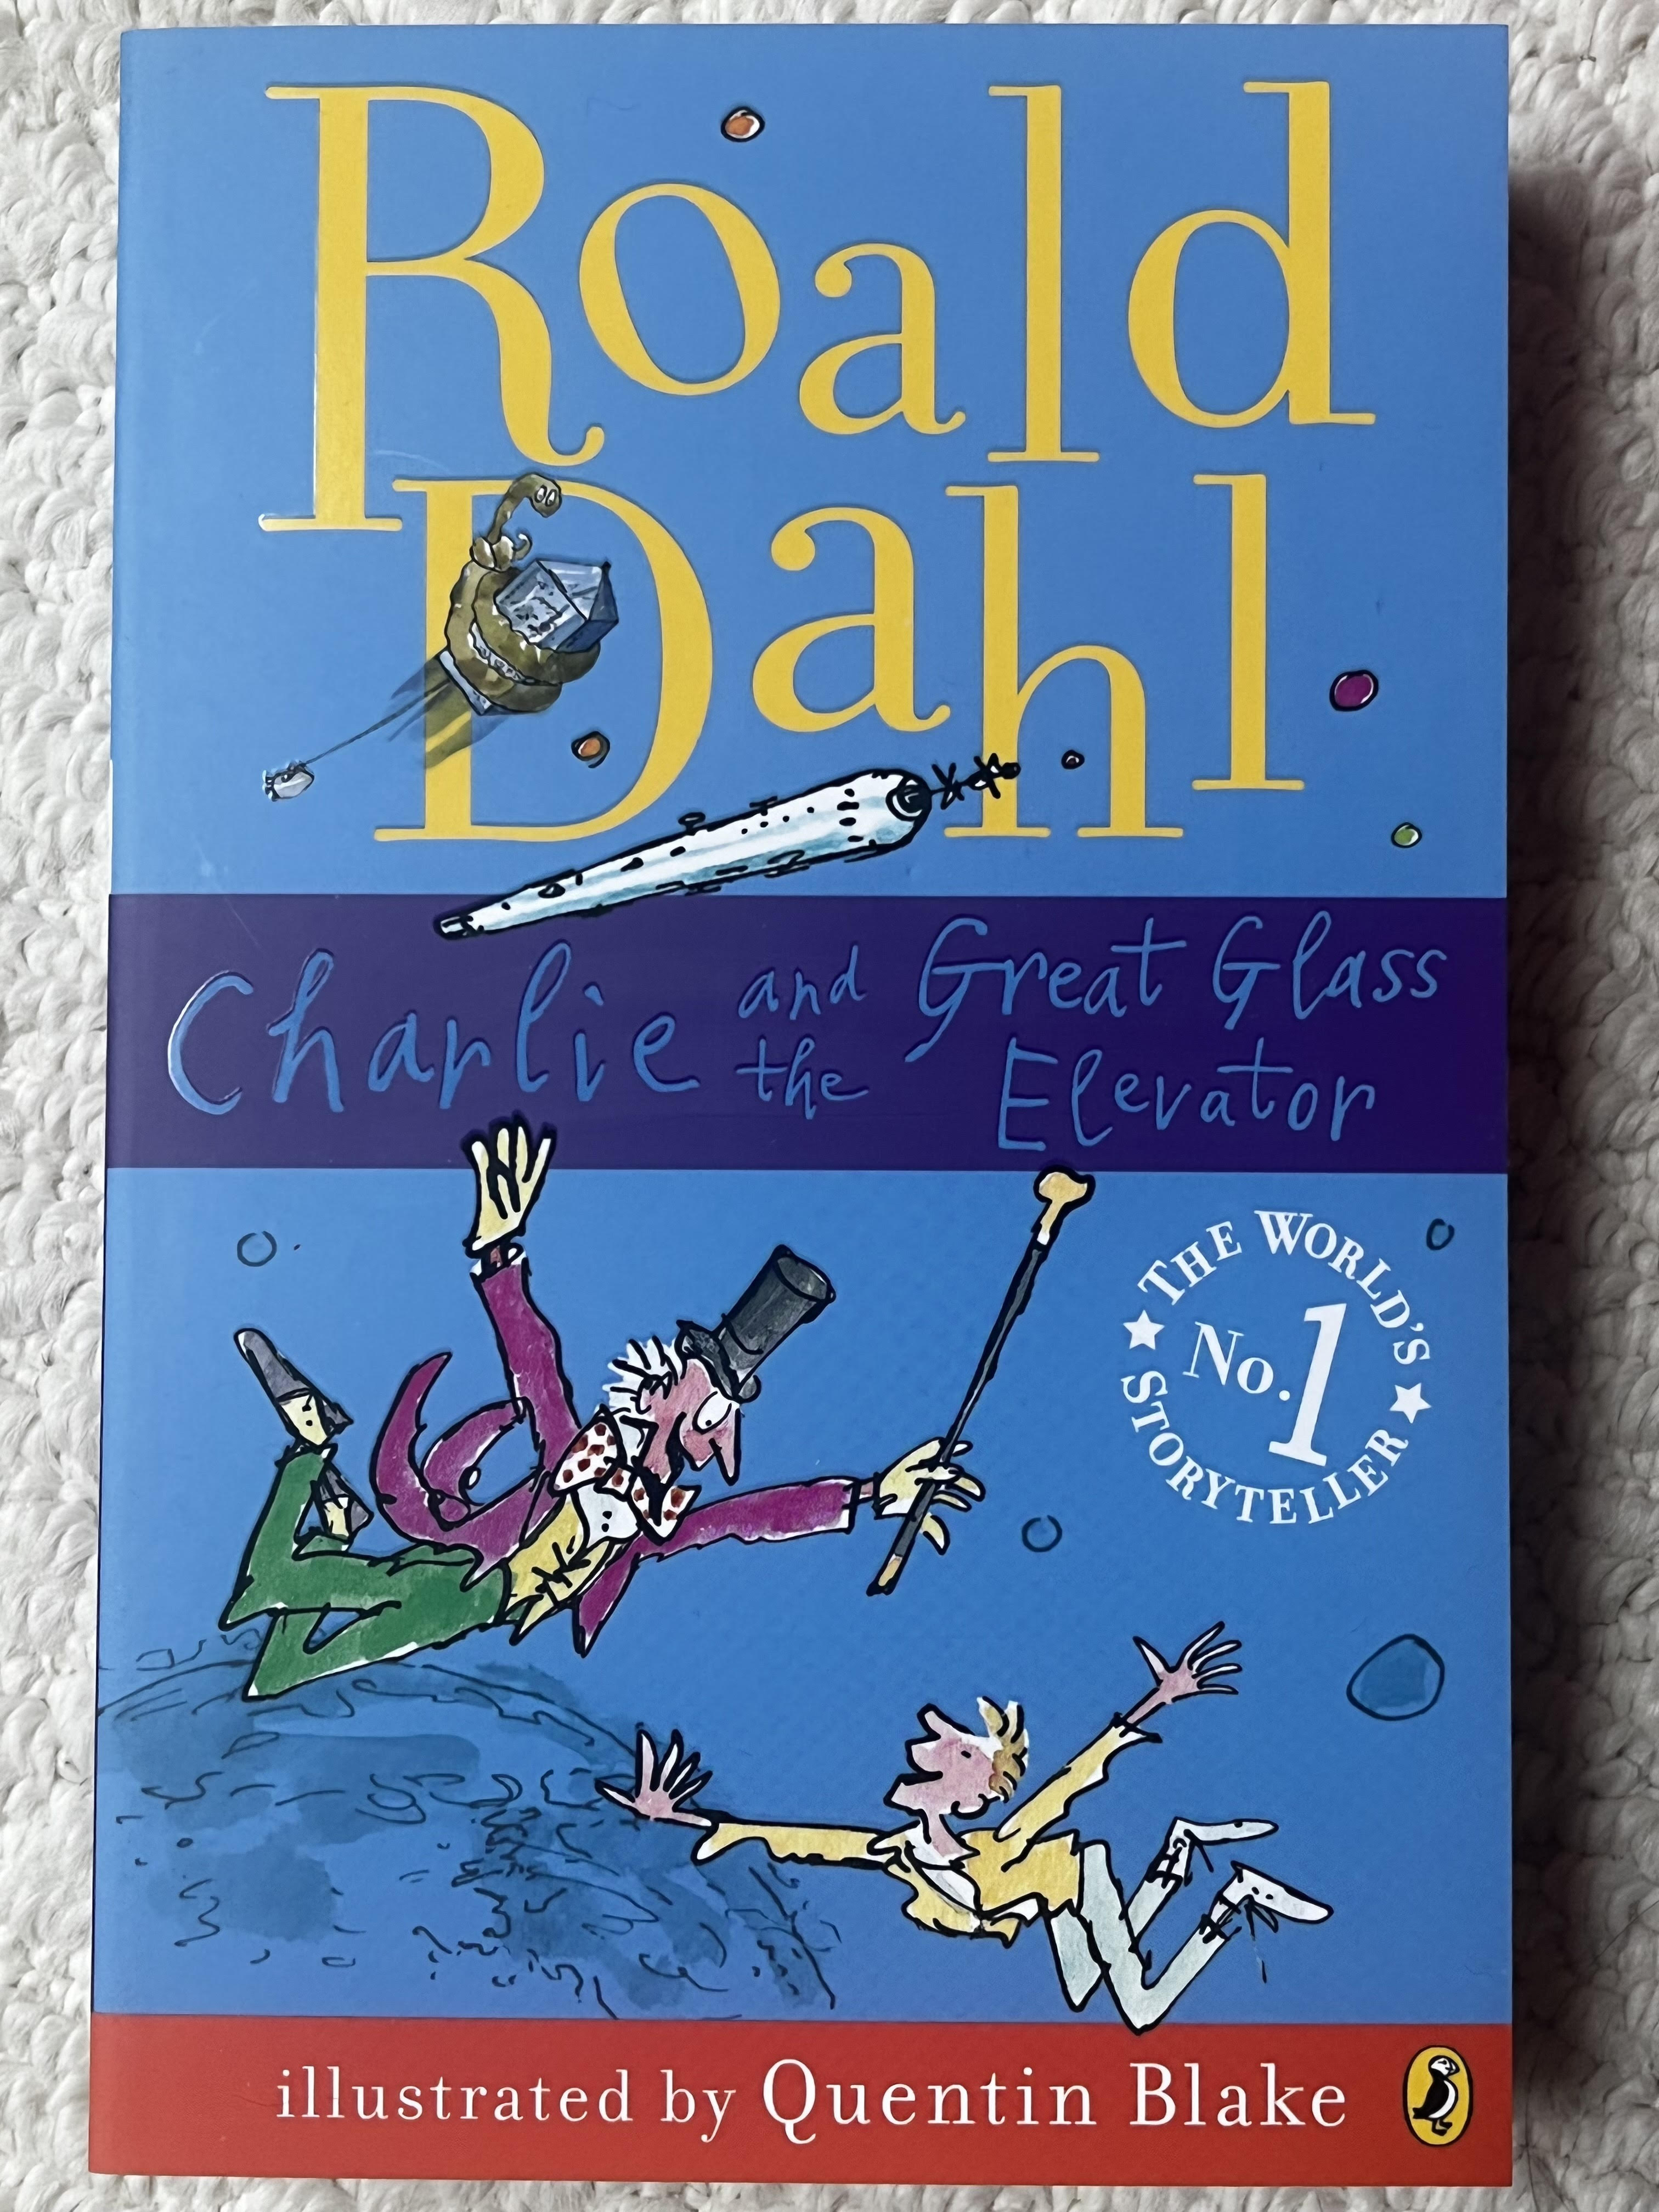 Roald
Dahl
Charlie and the Great Glass Elevator
THE WORLD'S
No. 1
STORYTELLER
illustrated by Quentin Blake